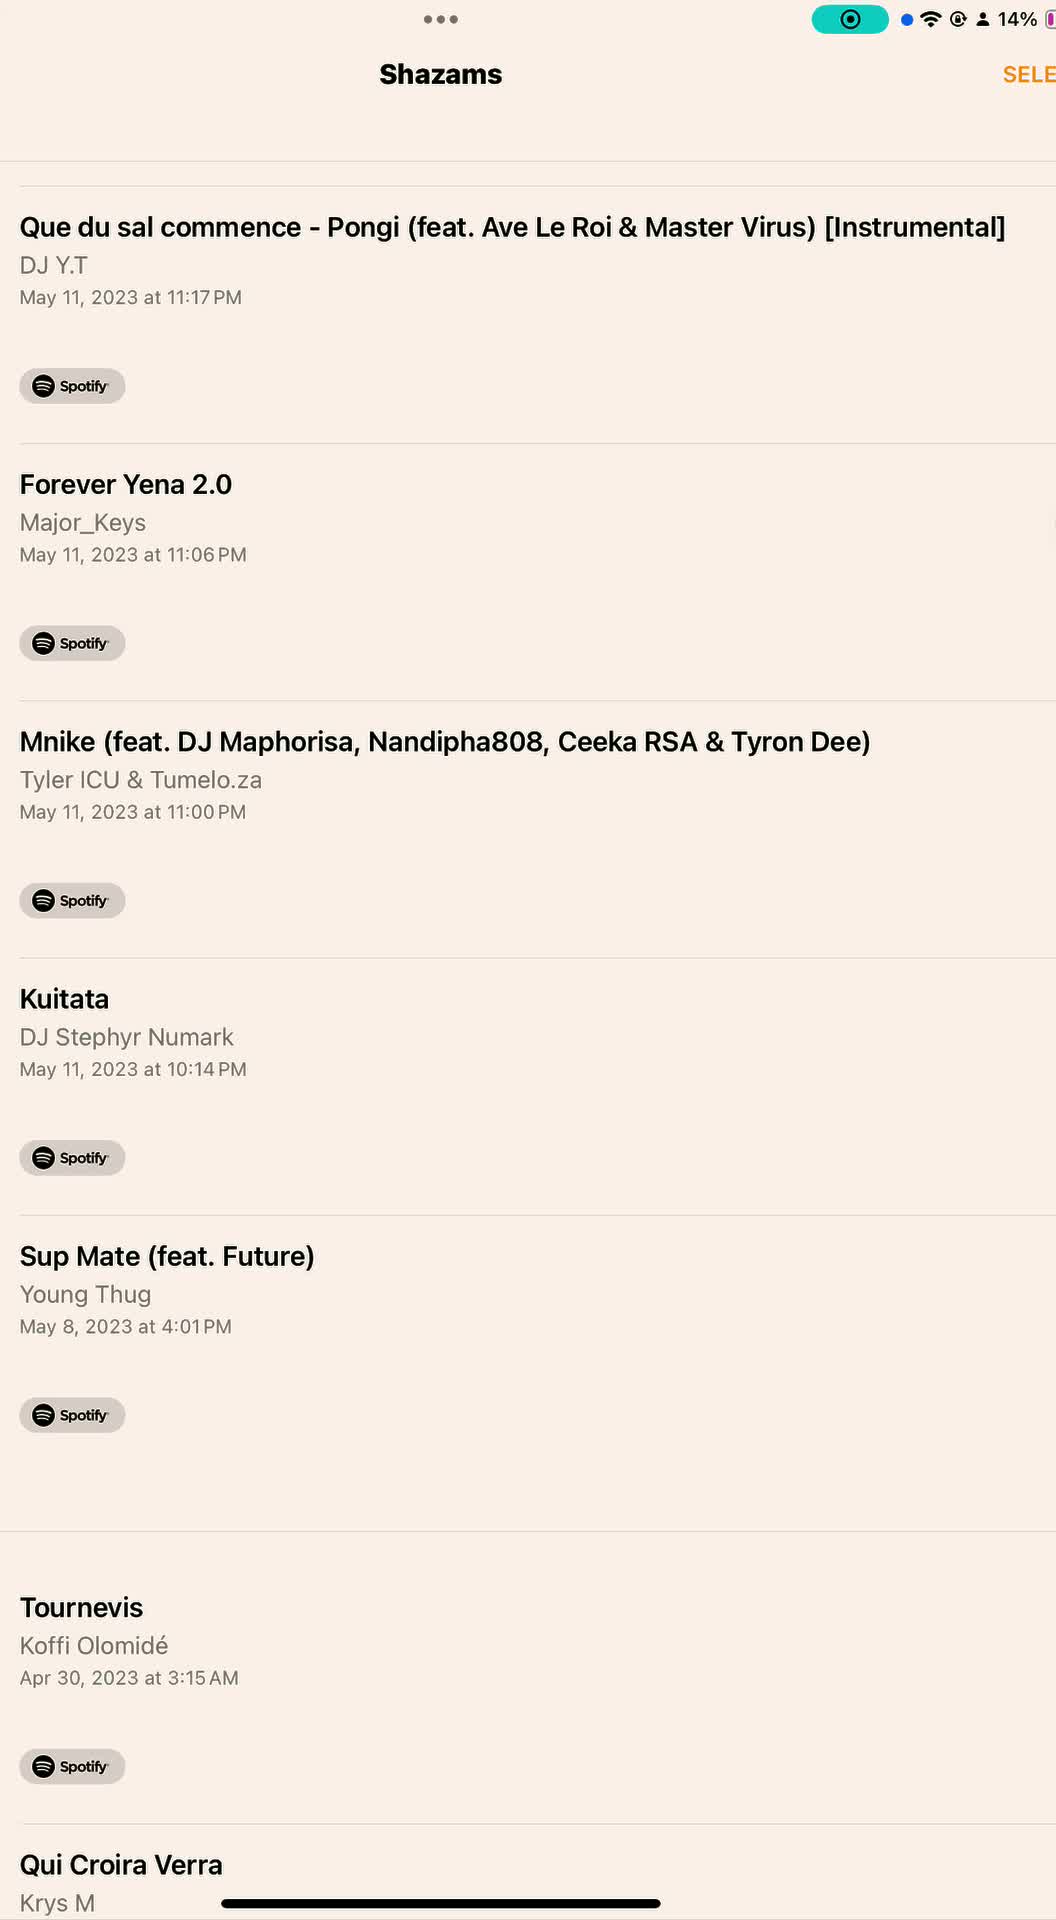 14%
Shazams
SELE
Que du sal commence - Pongi (feat. Ave Le Roi & Master Virus) [Instrumental]
DJ Y.T
May 11, 2023 at 11:17 PM
Spotify
Forever Yena 2.0
Major_Keys
May 11, 2023 at 11:06 PM
Spotify
Mnike (feat. DJ Maphorisa, Nandipha808, Ceeka RSA & Tyron Dee)
Tyler ICU & Tumelo.za
May 11, 2023 at 11:00 PM
Spotify
Kuitata
DJ Stephyr Numark
May 11, 2023 at 10:14 PM
Spotify
Sup Mate (feat. Future)
Young Thug
May 8, 2023 at 4:01 PM
Spotify
Tournevis
Koffi Olomidé
Apr 30, 2023 at 3:15 AM
Spotify
Qui Croira Verra
Krys M